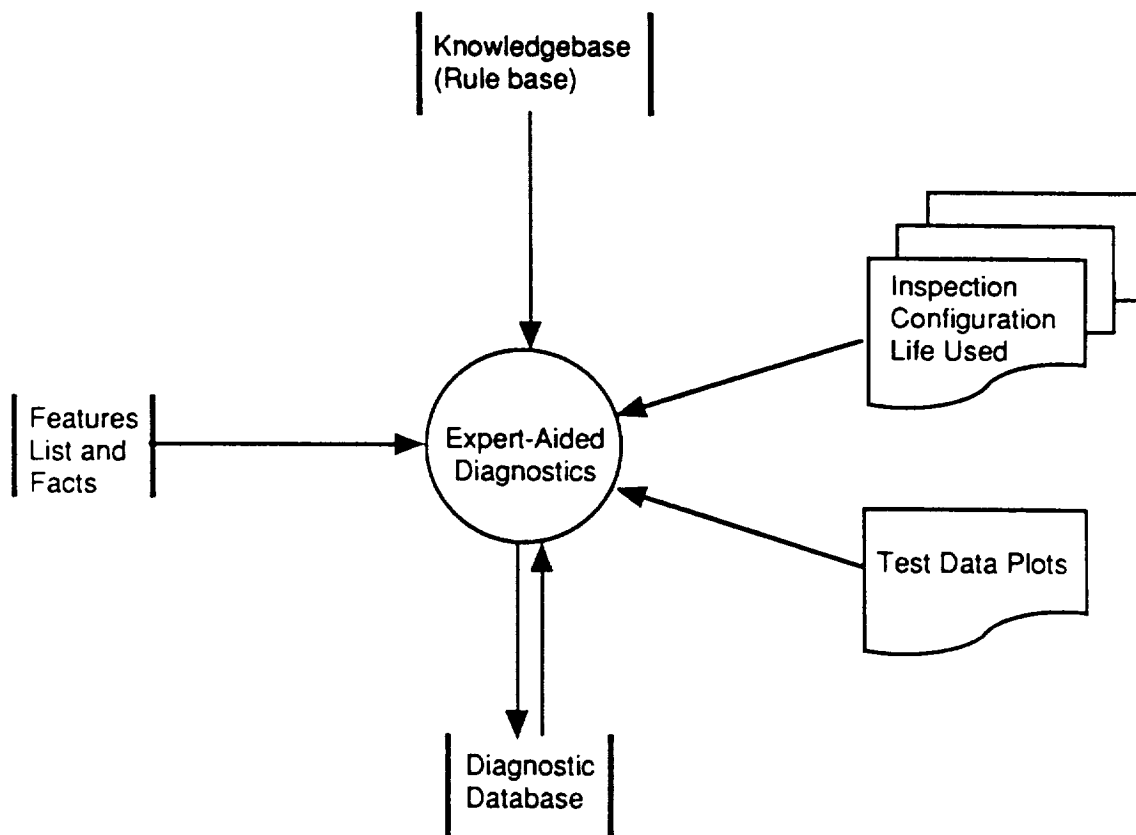 Knowledgebase
(Rule base)
Inspection
Configuration
Life Used
Features
List and
Facts
Expert-Aided
Diagnostics
Test Data Plots
Diagnostic
Database